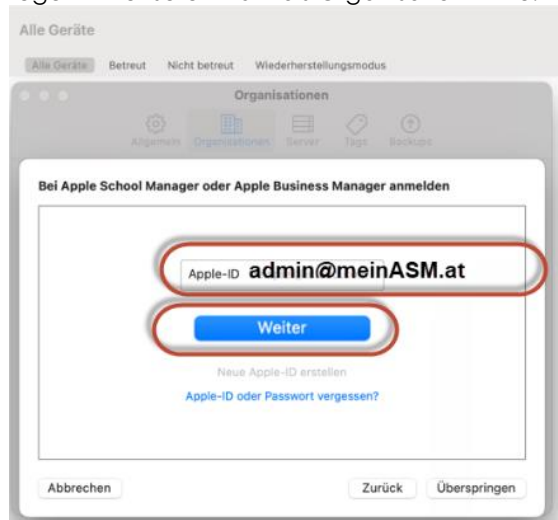 Alle Geräte
Alle Geräte Betreut Nicht betreut Wiederherstellungsmodus
Organisationen
Allgemein Organisationen Server Tags Backups
Bei Apple School Manager oder Apple Business Manager anmelden
Apple-ID admin@meinASM.at
Weiter
Neue Apple-ID erstellen
Apple-ID oder Passwort vergessen?
Abbrechen Zurück Überspringen